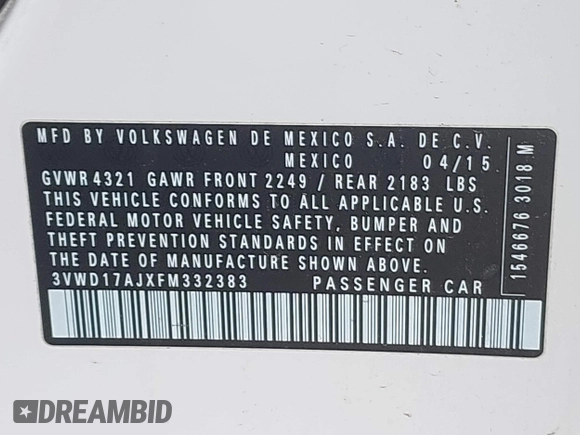 MFD BY VOLKSWAGEN DE MEXICO S.A. DE C.V.
MEXICO 04/15
GVWR 4321 GAWR FRONT 2249 / REAR 2183 LBS
THIS VEHICLE CONFORMS TO ALL APPLICABLE U.S.
FEDERAL MOTOR VEHICLE SAFETY, BUMPER AND
THEFT PREVENTION STANDARDS IN EFFECT ON
THE DATE OF MANUFACTURE SHOWN ABOVE.
3VWD17AJXFM332383 PASSENGER CAR
1546676 3018 M
DREAMBID